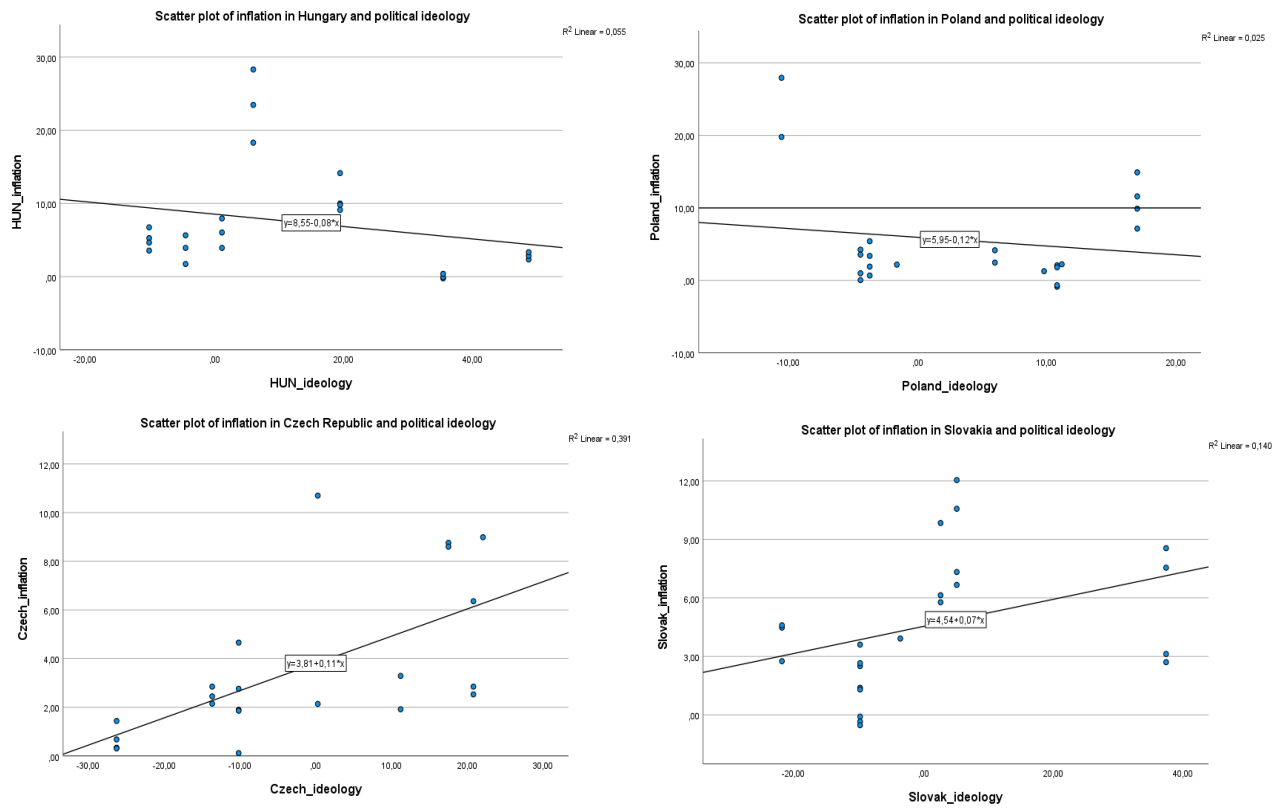 Scatter plot of inflation in Hungary and political ideology
R2 Linear = 0,055
30,00
20,00
10,00
,00
-10,00
HUN_inflation
y=8,55-0,08*x
-20,00 ,00 20,00 40,00
HUN_ideology
Scatter plot of inflation in Poland and political ideology
R2 Linear = 0,025
30,00
20,00
10,00
,00
-10,00
Poland_inflation
y=5,95-0,12*x
-10,00 ,00 10,00 20,00
Poland_ideology
Scatter plot of inflation in Czech Republic and political ideology
R2 Linear = 0,391
12,00
10,00
8,00
6,00
4,00
2,00
,00
Czech_inflation
y=3,81+0,11*x
-30,00 -20,00 -10,00 ,00 10,00 20,00 30,00
Czech_ideology
Scatter plot of inflation in Slovakia and political ideology
R2 Linear = 0,140
12,00
9,00
6,00
3,00
,00
Slovak_inflation
y=4,54+0,07*x
-20,00 ,00 20,00 40,00
Slovak_ideology